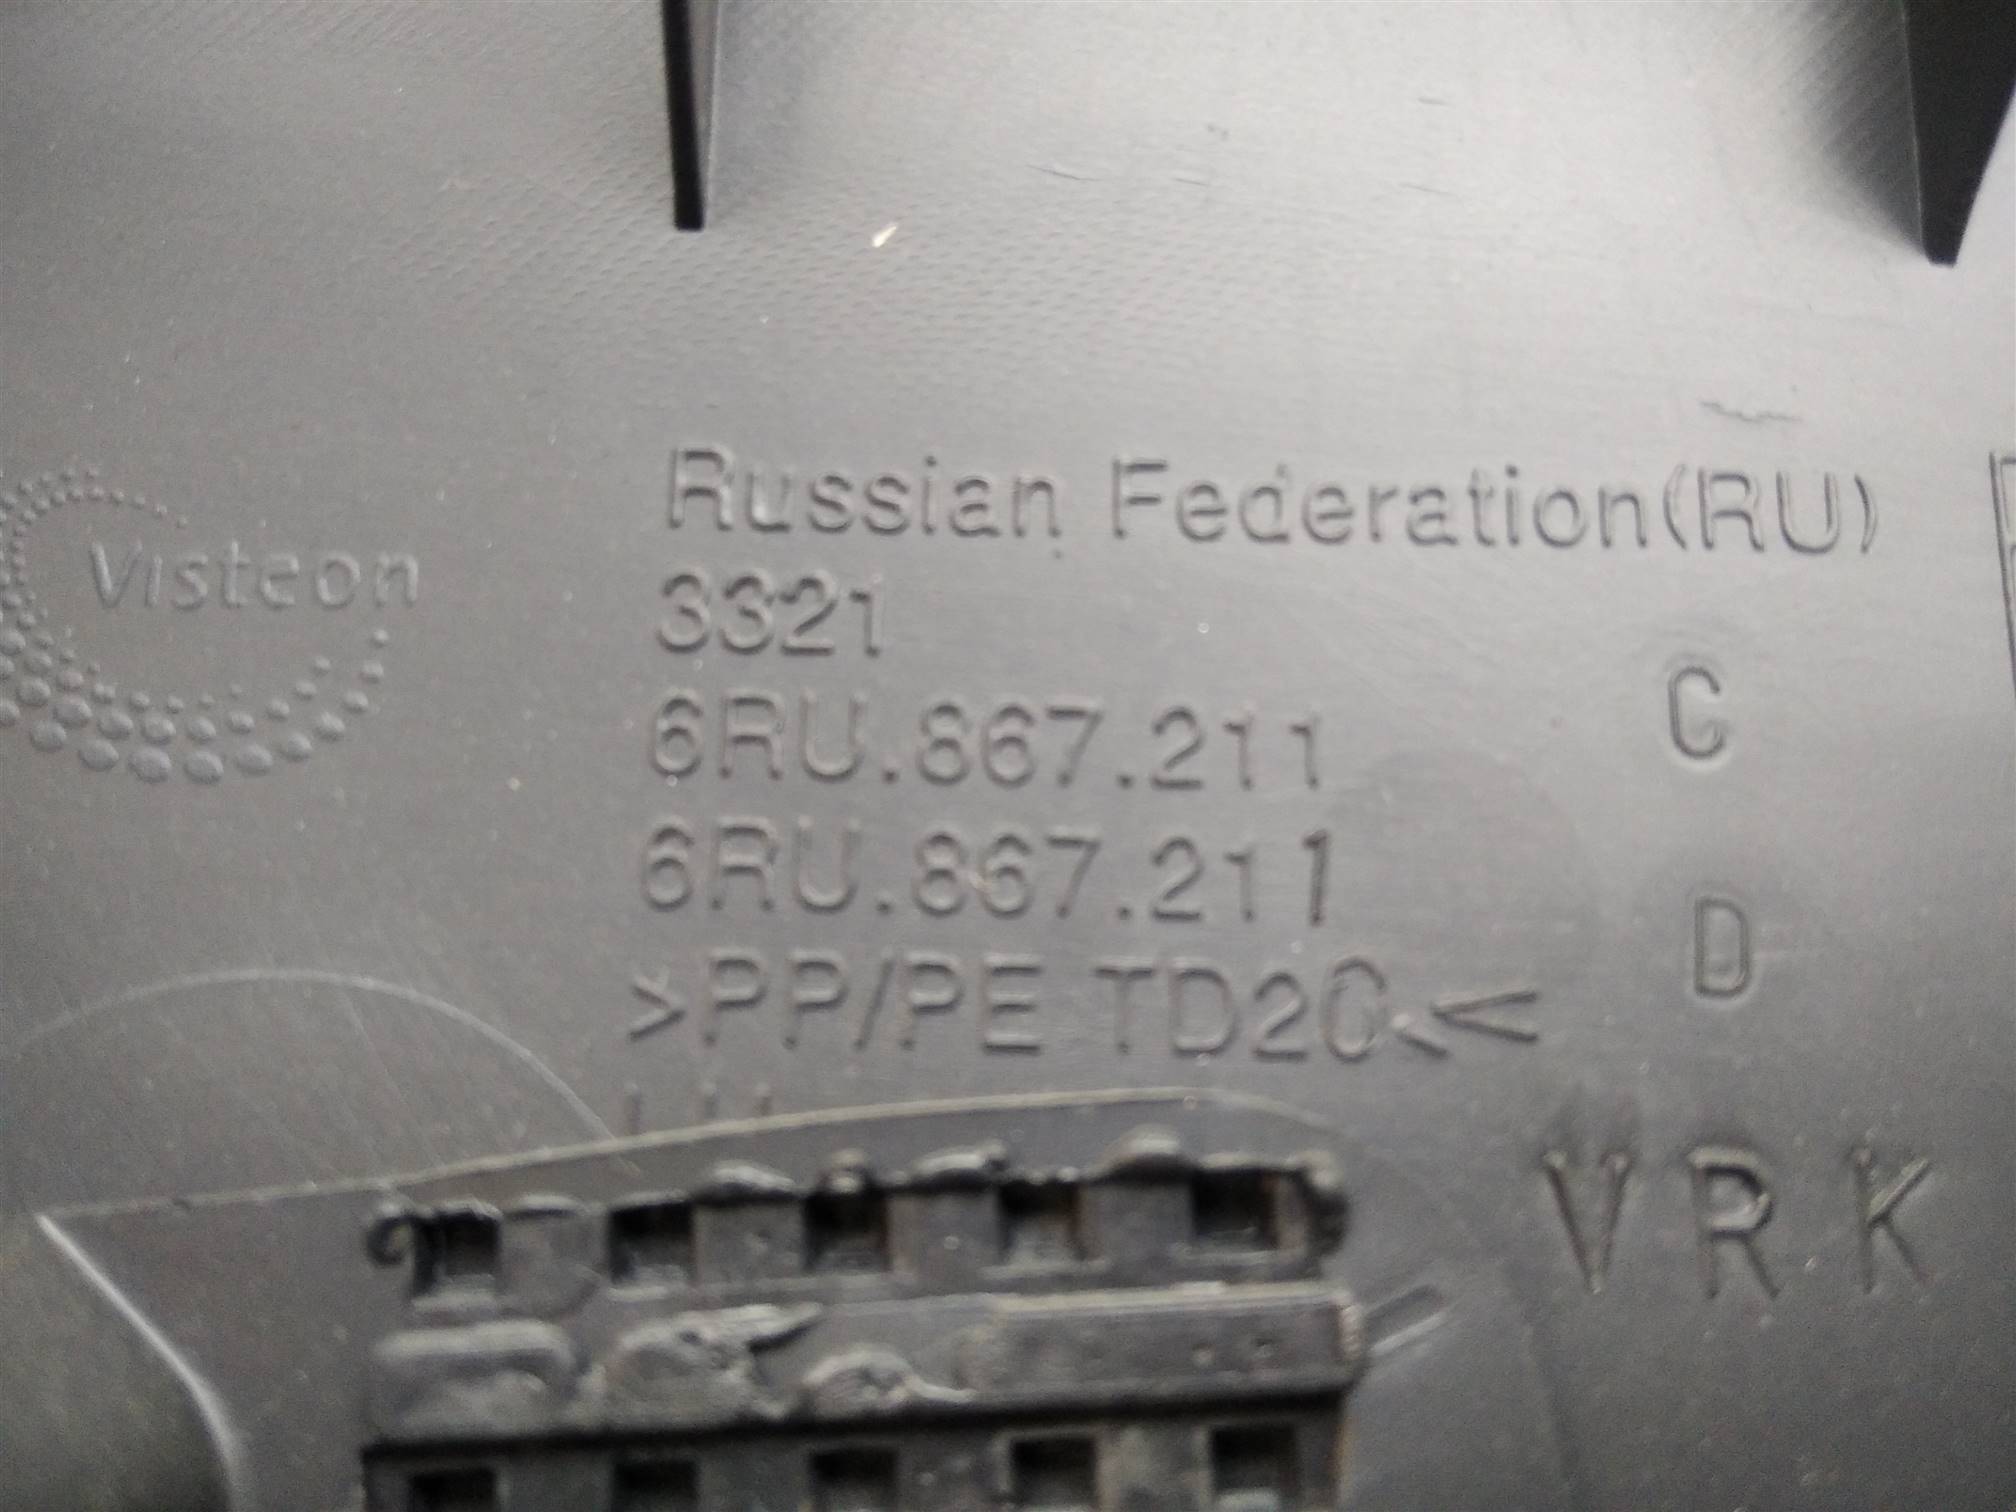 Visteon
Russian Federation(RU)
3321
6RU.867.211 C
6RU.867.211 D
>PP/PE TD20<
VRK